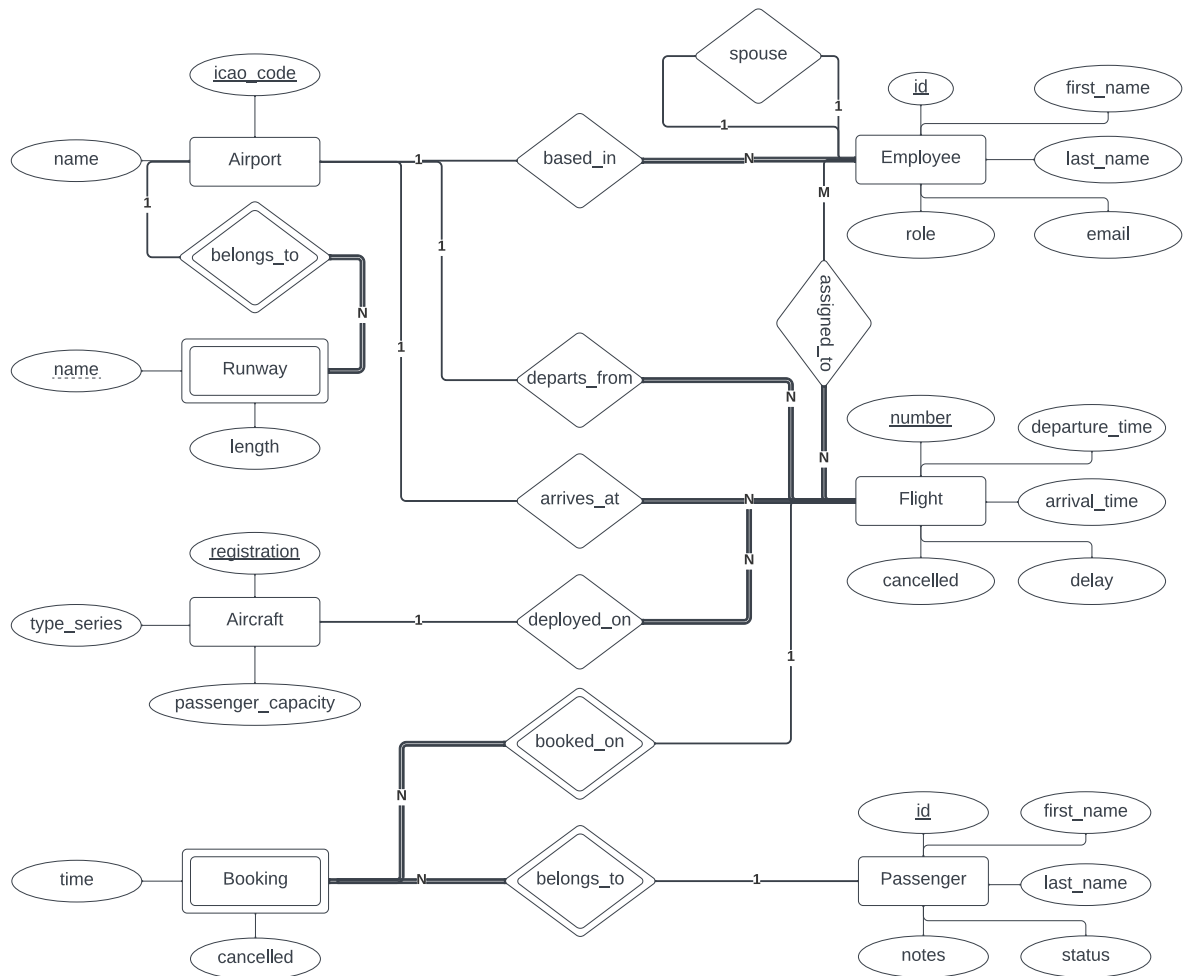 spouse
icao_code
id
first_name
1
1
name
Airport
1
based_in
N
Employee
last_name
1
M
role
email
1
belongs_to
N
assigned_to
1
name
Runway
departs_from
N
number
departure_time
length
N
arrives_at
N
Flight
arrival_time
registration
N
cancelled
delay
type_series
Aircraft
1
deployed_on
1
passenger_capacity
booked_on
N
id
first_name
time
Booking
N
belongs_to
1
Passenger
last_name
cancelled
notes
status